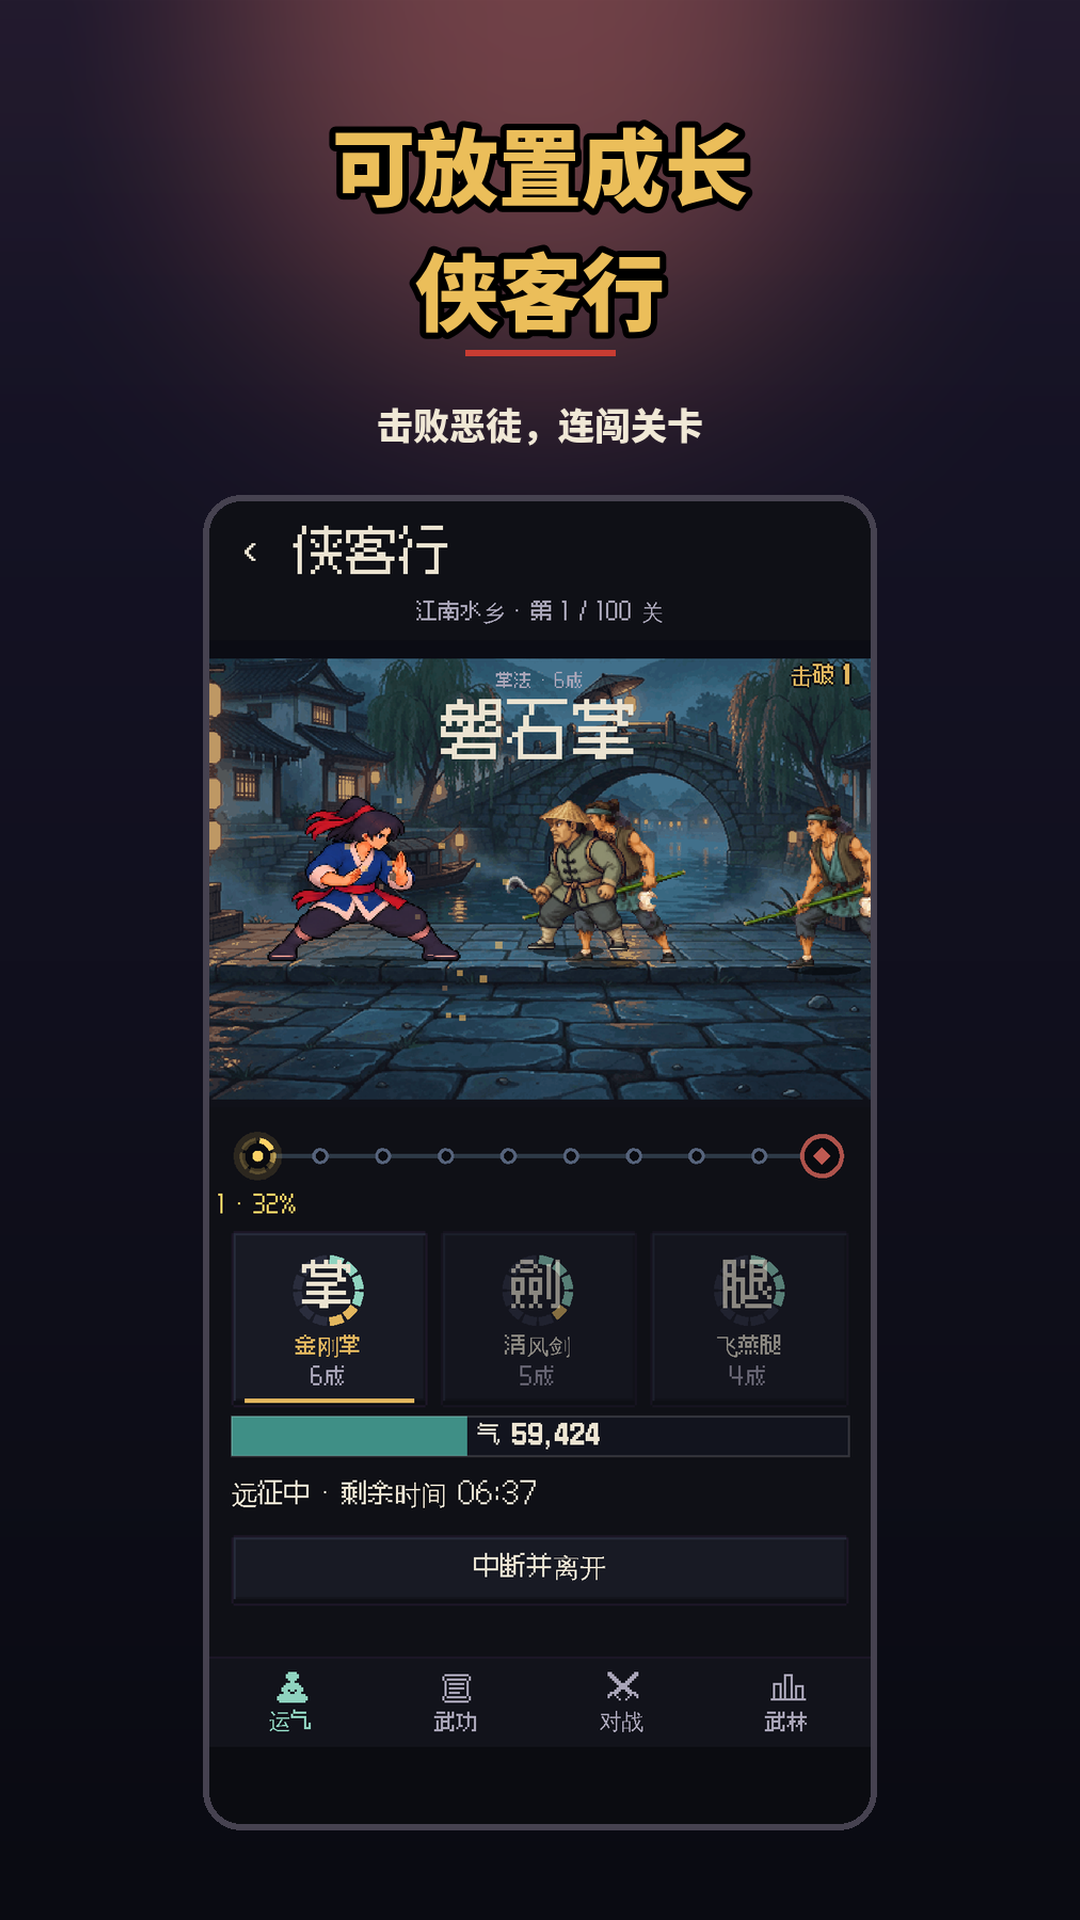 可放置成长
侠客行
击败恶徒，连闯关卡
侠客行
江南水乡 · 第 1 / 100 关
掌法 · 6成
击破 1
磐石掌
1 · 32%
掌
金刚掌
6成
劍
清风剑
5成
腿
飞燕腿
4成
气 59,424
远征中 · 剩余时间 06:37
中断并离开
运气
武功
对战
武林